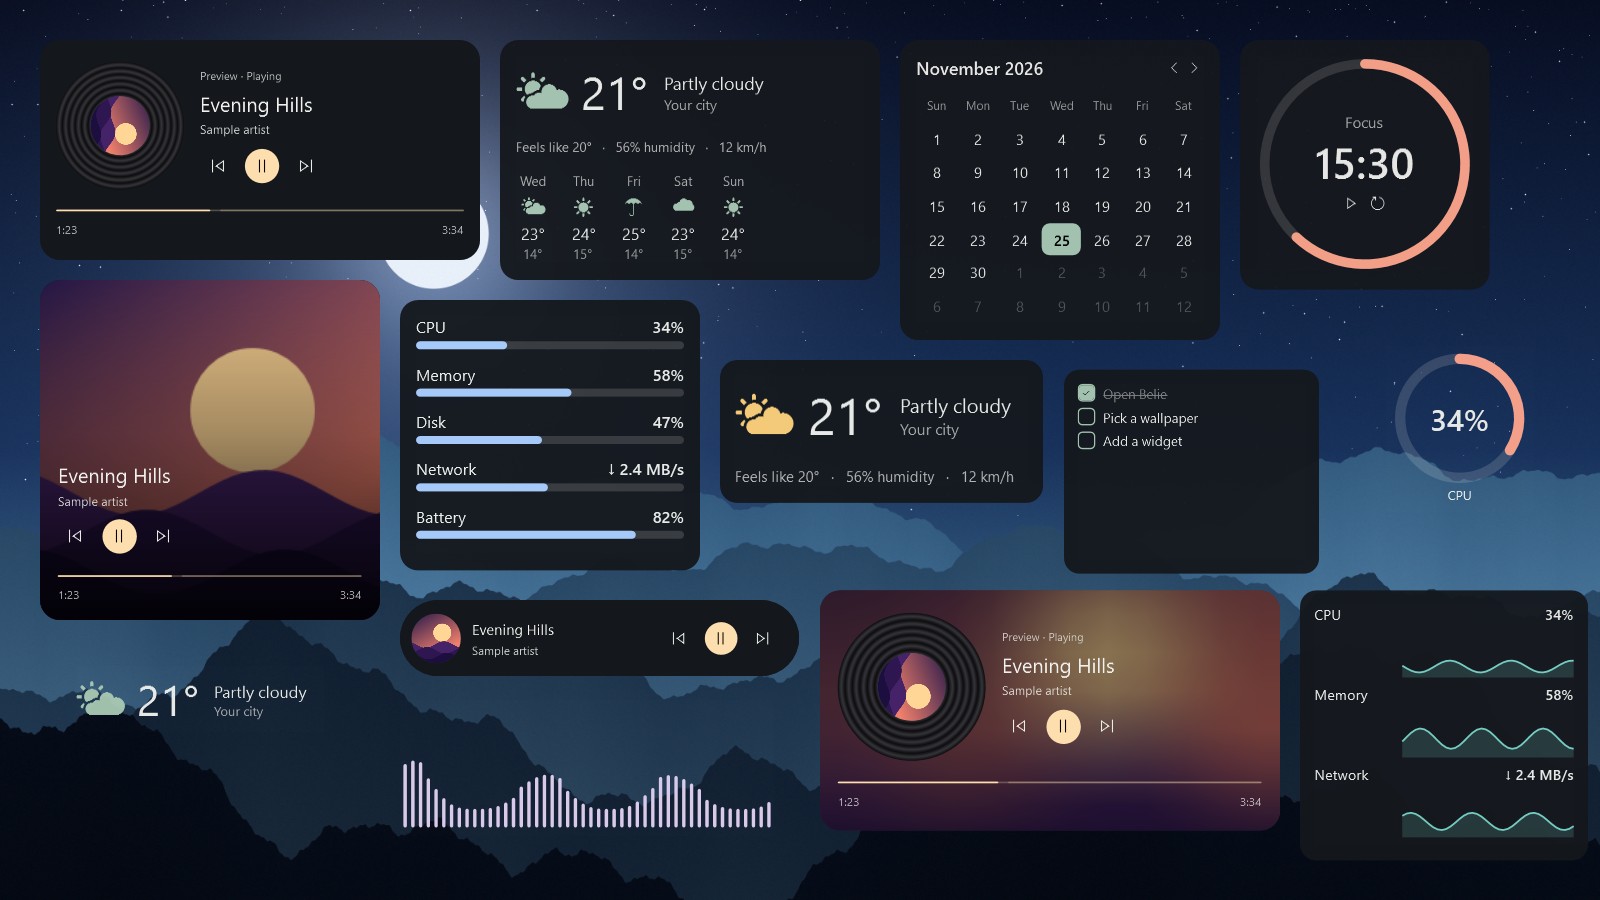 Preview · Playing
Evening Hills
Sample artist
1:23 3:34
21° Partly cloudy
Your city
Feels like 20° · 56% humidity · 12 km/h
Wed Thu Fri Sat Sun
23° 24° 25° 23° 24°
14° 15° 14° 15° 14°
November 2026
Sun Mon Tue Wed Thu Fri Sat
1 2 3 4 5 6 7
8 9 10 11 12 13 14
15 16 17 18 19 20 21
22 23 24 25 26 27 28
29 30 1 2 3 4 5
6 7 8 9 10 11 12
Focus
15:30
Evening Hills
Sample artist
1:23 3:34
CPU 34%
Memory 58%
Disk 47%
Network ↓ 2.4 MB/s
Battery 82%
21° Partly cloudy
Your city
Feels like 20° · 56% humidity · 12 km/h
Open Belie
Pick a wallpaper
Add a widget
34%
CPU
Evening Hills
Sample artist
21° Partly cloudy
Your city
Preview · Playing
Evening Hills
Sample artist
1:23 3:34
CPU 34%
Memory 58%
Network ↓ 2.4 MB/s